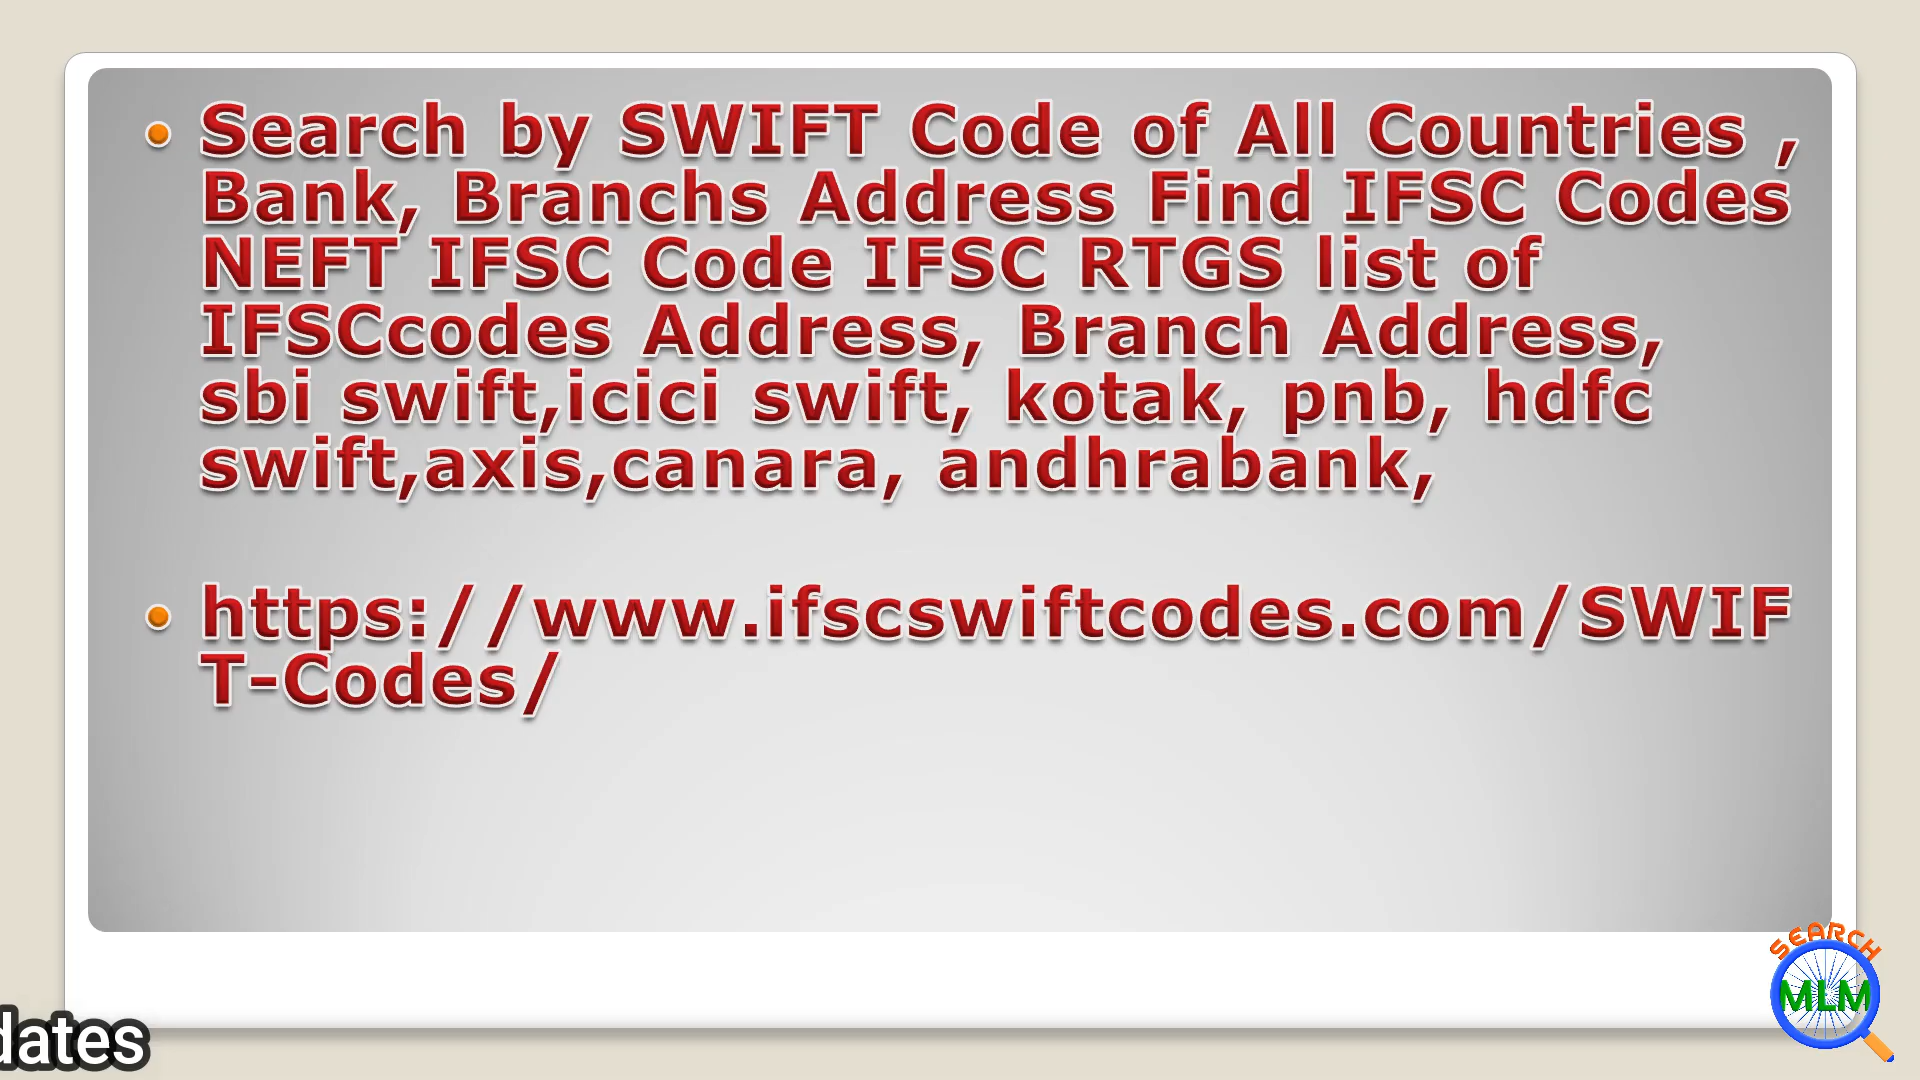 Search by SWIFT Code of All Countries ,
Bank, Branchs Address Find IFSC Codes
NEFT IFSC Code IFSC RTGS list of
IFSCcodes Address, Branch Address,
sbi swift,icici swift, kotak, pnb, hdfc
swift,axis,canara, andhrabank,
https://www.ifscswiftcodes.com/SWIF
T-Codes/
SEARCH
MLM
dates